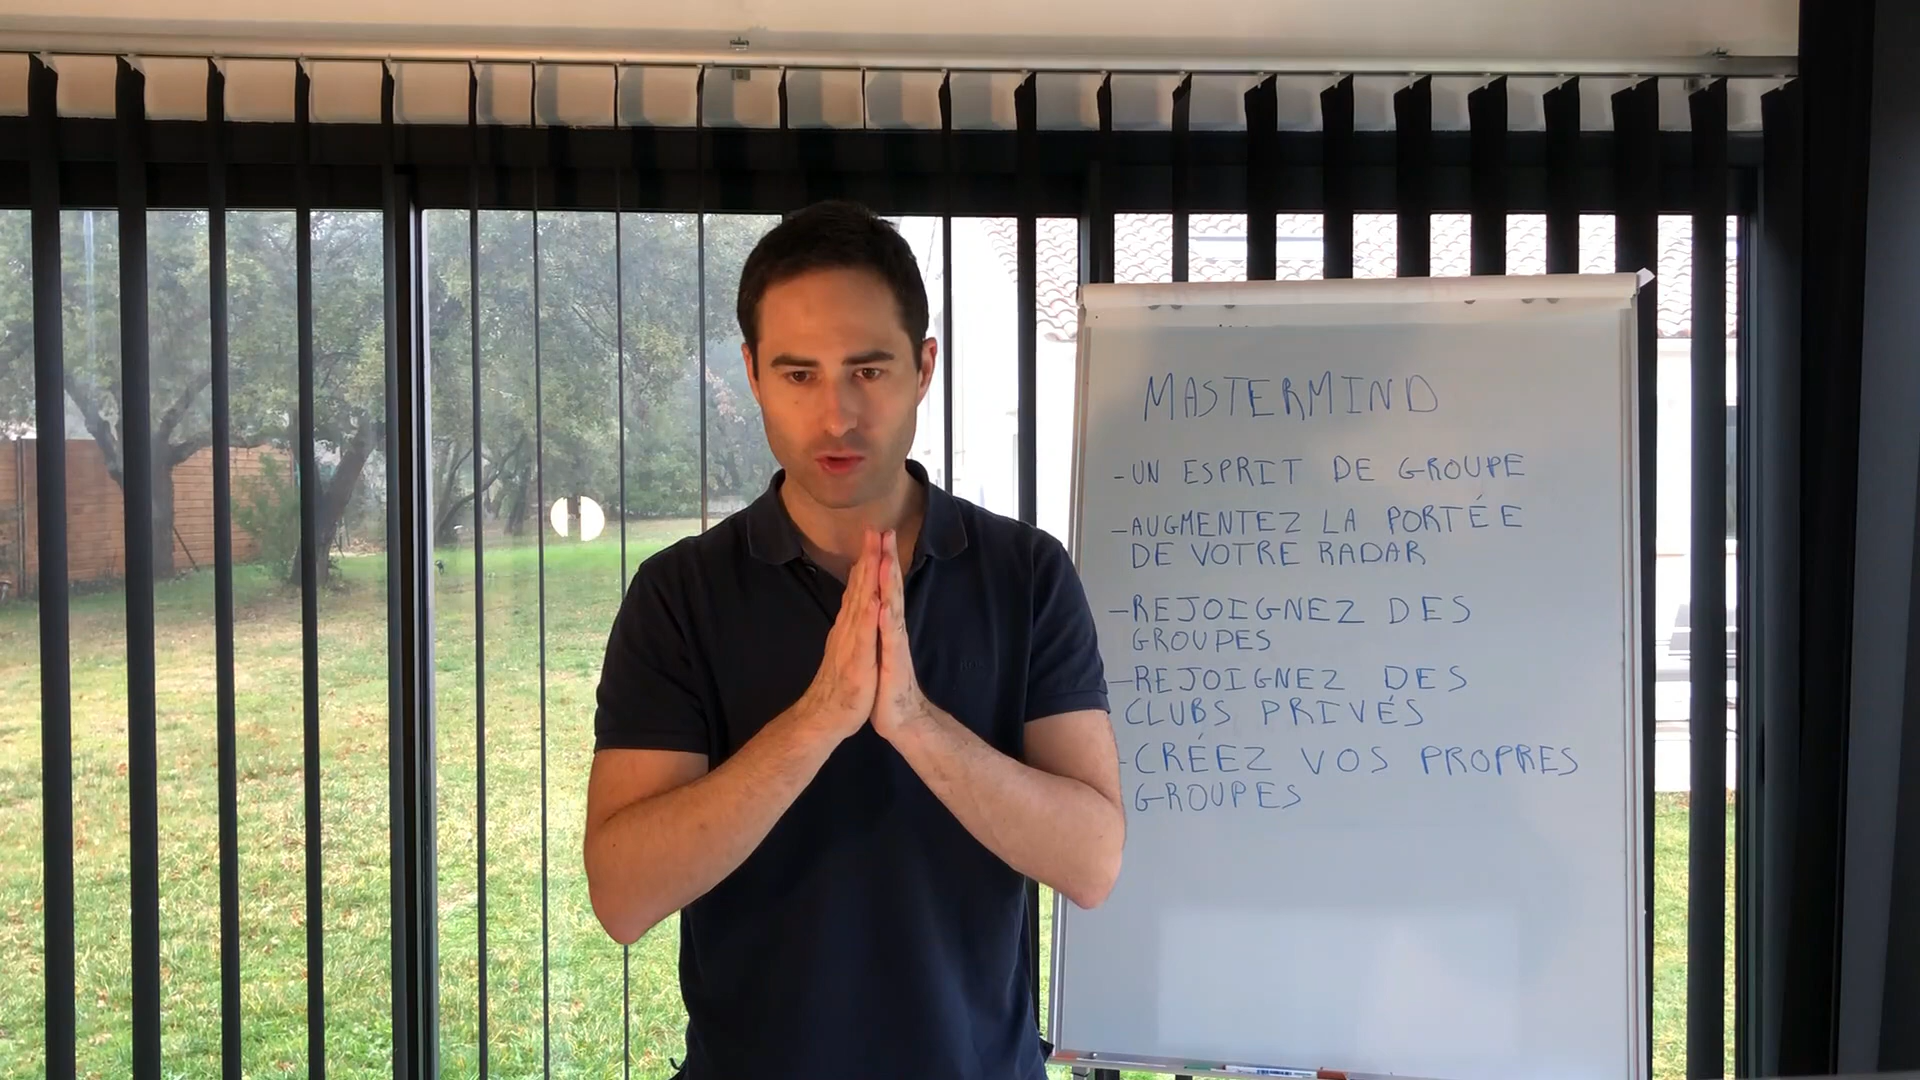 MASTERMIND
-UN ESPRIT DE GROUPE
-AUGMENTEZ LA PORTÉE
DE VOTRE RADAR
-REJOIGNEZ DES
GROUPES
-REJOIGNEZ DES
CLUBS PRIVÉS
-CRÉEZ VOS PROPRES
GROUPES